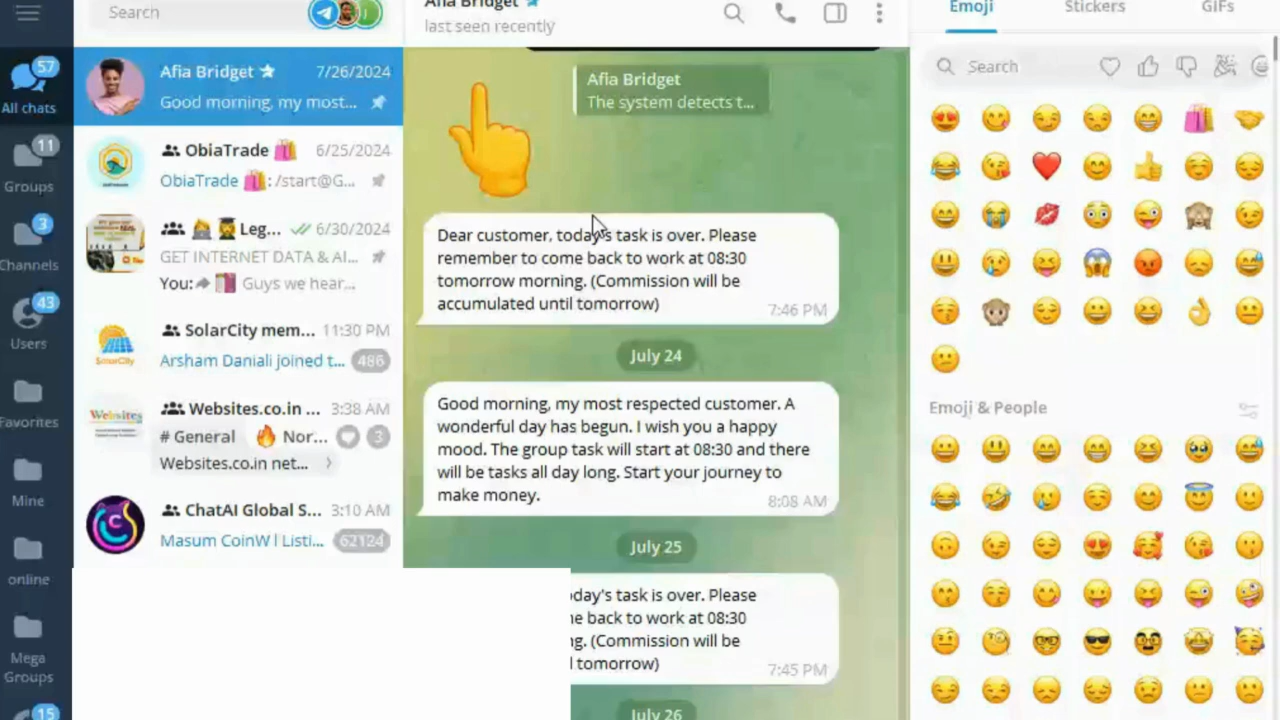 Search
57
All chats
11
Groups
3
Channels
43
Users
Favorites
Mine
online
Mega
Groups
15
Afia Bridget 7/26/2024
Good morning, my most...
ObiaTrade 6/25/2024
ObiaTrade : /start@G...
Leg... 6/30/2024
GET INTERNET DATA & AI...
You: Guys we hear...
SolarCity mem... 11:30 PM
Arsham Daniali joined t... 486
Websites.co.in ... 3:38 AM
# General Nor... 3
Websites.co.in net...
ChatAI Global S... 3:10 AM
Masum CoinW l Listi... 62124
Afia Bridget
last seen recently
Afia Bridget
The system detects t...
Dear customer, today's task is over. Please
remember to come back to work at 08:30
tomorrow morning. (Commission will be
accumulated until tomorrow)
7:46 PM
July 24
Good morning, my most respected customer. A
wonderful day has begun. I wish you a happy
mood. The group task will start at 08:30 and there
will be tasks all day long. Start your journey to
make money.
8:08 AM
July 25
oday's task is over. Please
e back to work at 08:30
g. (Commission will be
tomorrow)
7:45 PM
July 26
Emoji Stickers GIFs
Search
Emoji & People